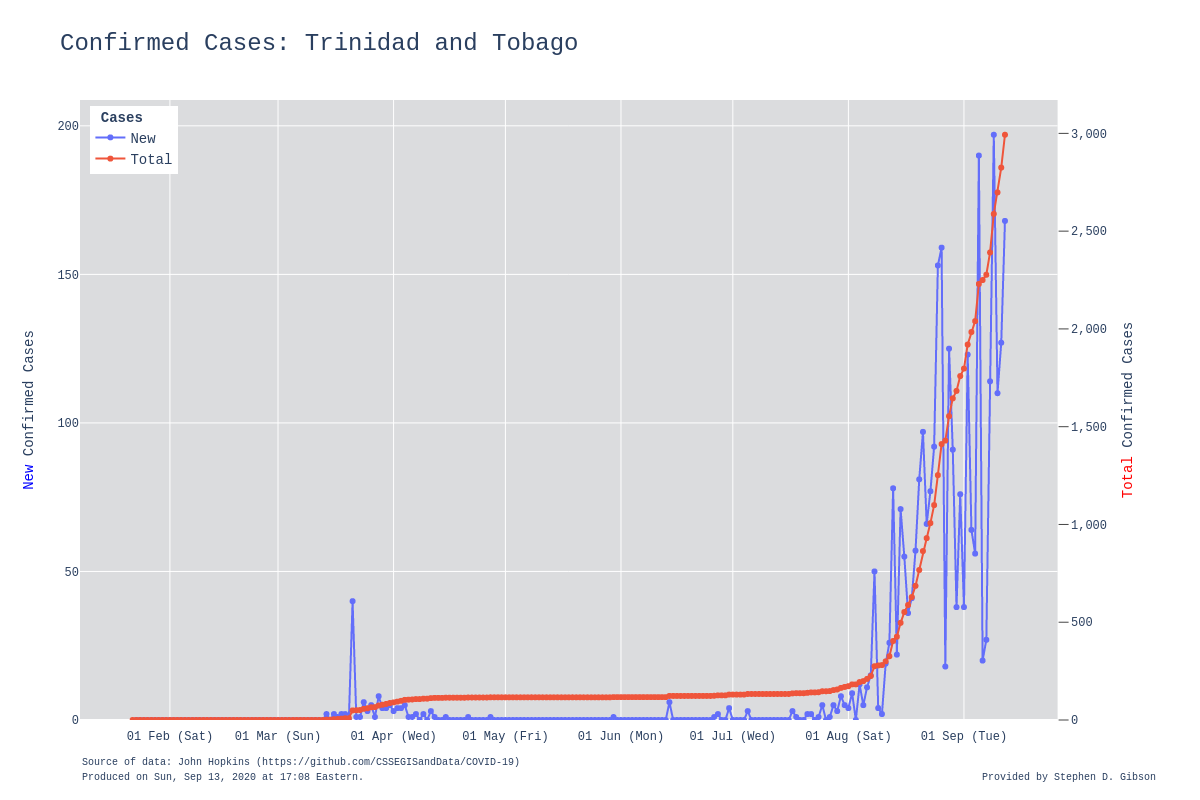 Confirmed Cases: Trinidad and Tobago
Cases
New
Total
200
150
100
50
0
3,000
2,500
2,000
1,500
1,000
500
0
New Confirmed Cases
Total Confirmed Cases
01 Feb (Sat)
01 Mar (Sun)
01 Apr (Wed)
01 May (Fri)
01 Jun (Mon)
01 Jul (Wed)
01 Aug (Sat)
01 Sep (Tue)
Source of data: John Hopkins (https://github.com/CSSEGISandData/COVID-19)
Produced on Sun, Sep 13, 2020 at 17:08 Eastern.
Provided by Stephen D. Gibson